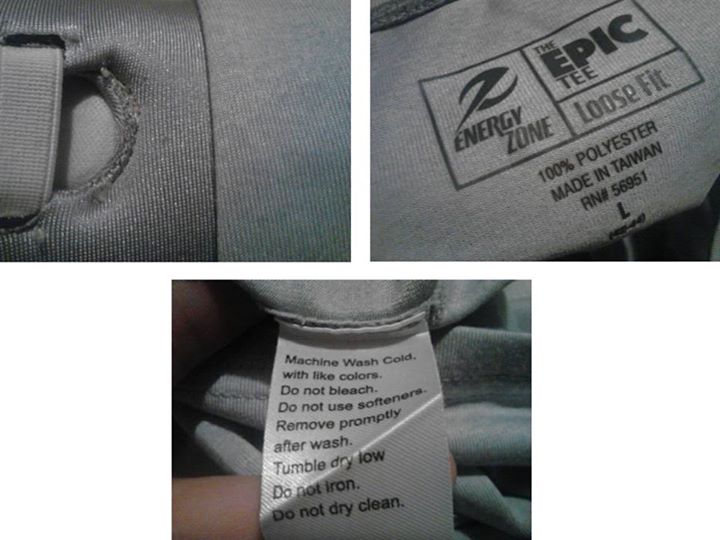 ENERGY
ZONE
THE
EPIC
TEE
Loose Fit
100% POLYESTER
MADE IN TAIWAN
RN# 56951
L
Machine Wash Cold.
with like colors.
Do not bleach.
Do not use softeners.
Remove promptly
after wash.
Tumble dry low
Do not iron.
Do not dry clean.